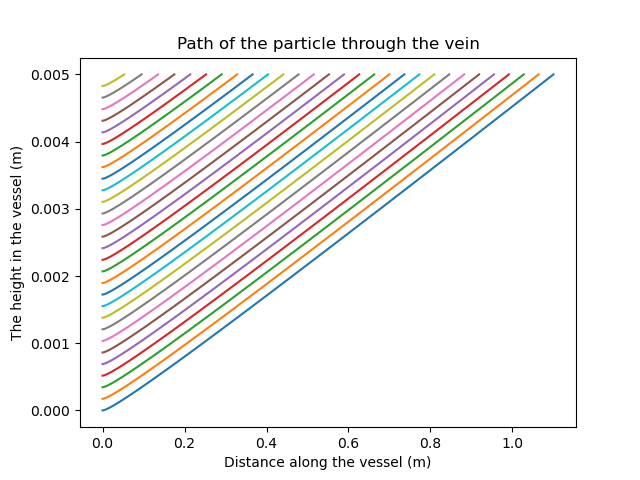 Path of the particle through the vein
The height in the vessel (m)
0.005
0.004
0.003
0.002
0.001
0.000
0.0 0.2 0.4 0.6 0.8 1.0
Distance along the vessel (m)